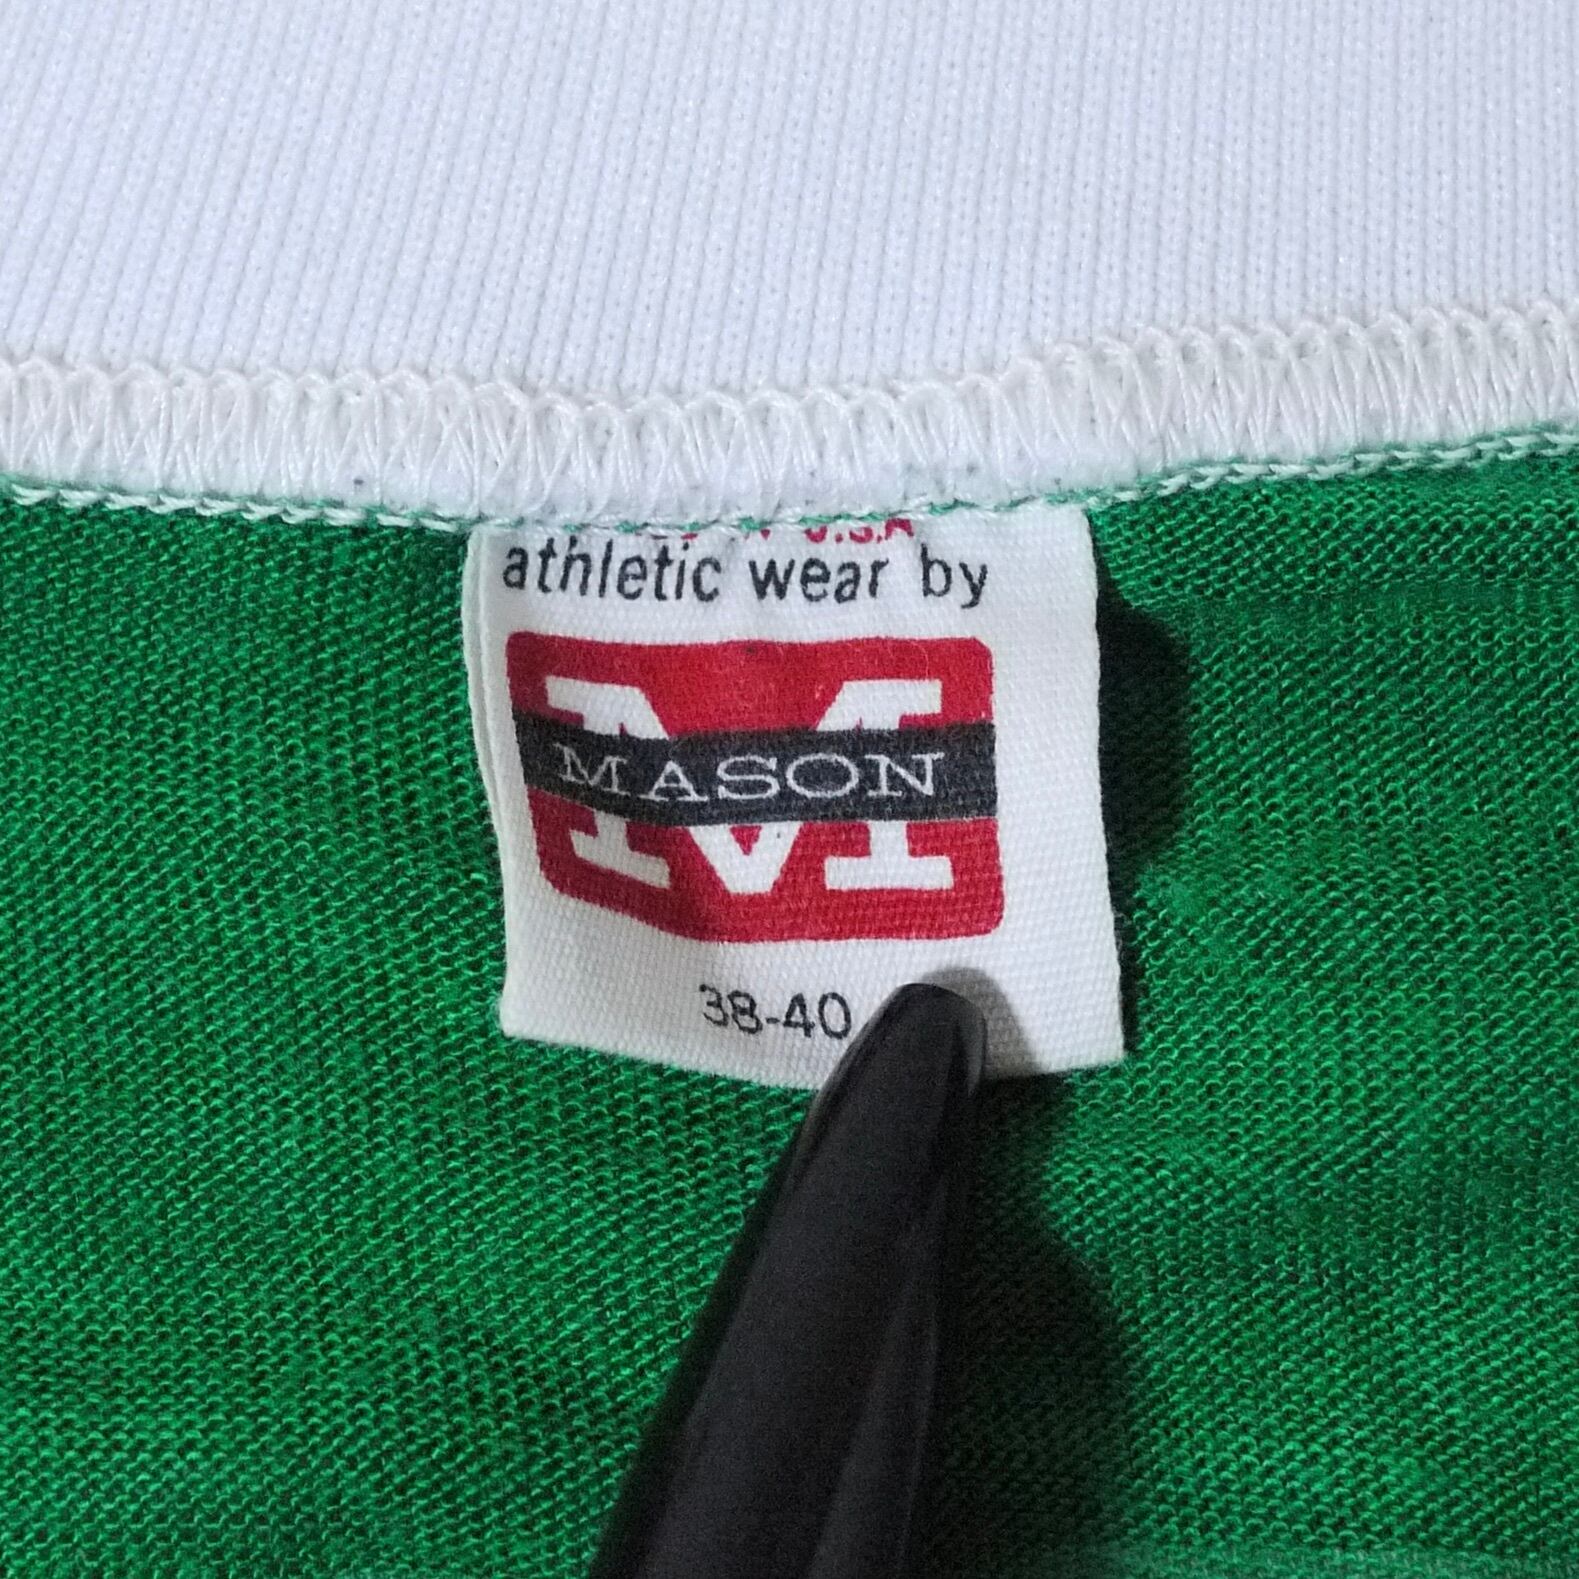 U.S.A
athletic wear by
MASON
38-40